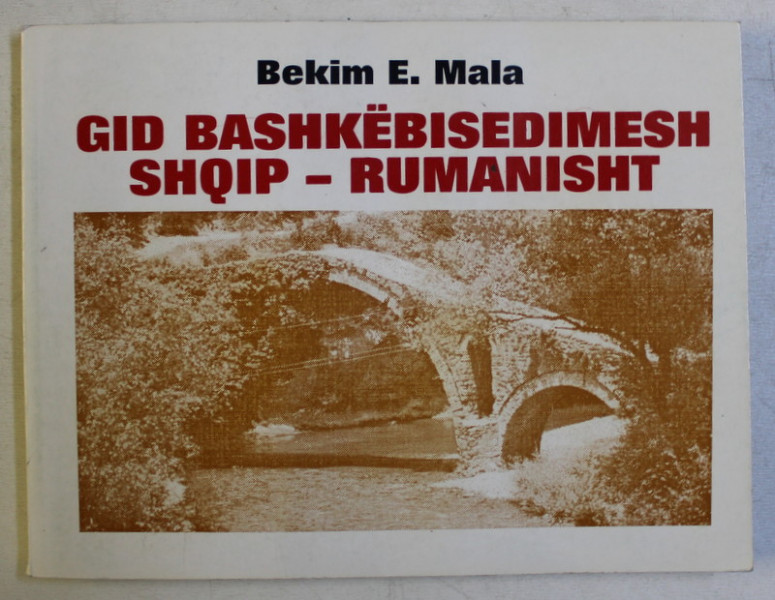 Bekim E. Mala
GID BASHKËBISEDIMESH
SHQIP – RUMANISHT